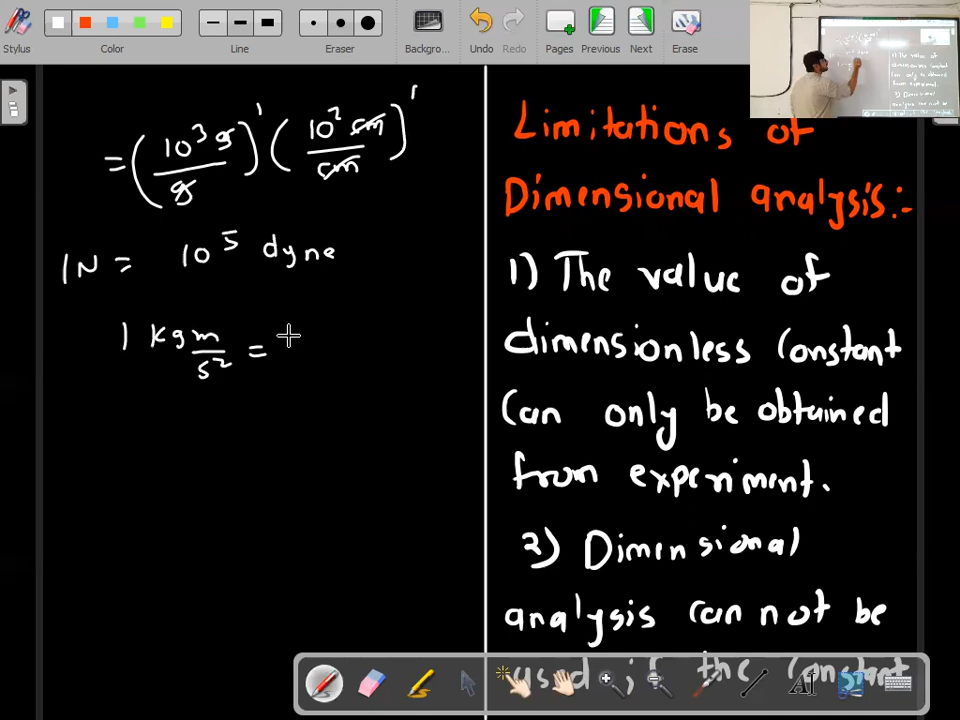 Stylus
Color
Line
Eraser
Backgro...
Undo
Redo
Pages
Previous
Next
Erase
= (10³ g / g)¹ (10² cm / cm)¹
1N = 10⁵ dyne
1 kg m / s² =
Limitations of
Dimensional analysis:-
1) The value of
dimensionless Constant
Can only be obtained
from experiment.
2) Dimensional
analysis can not be
used, if the constant